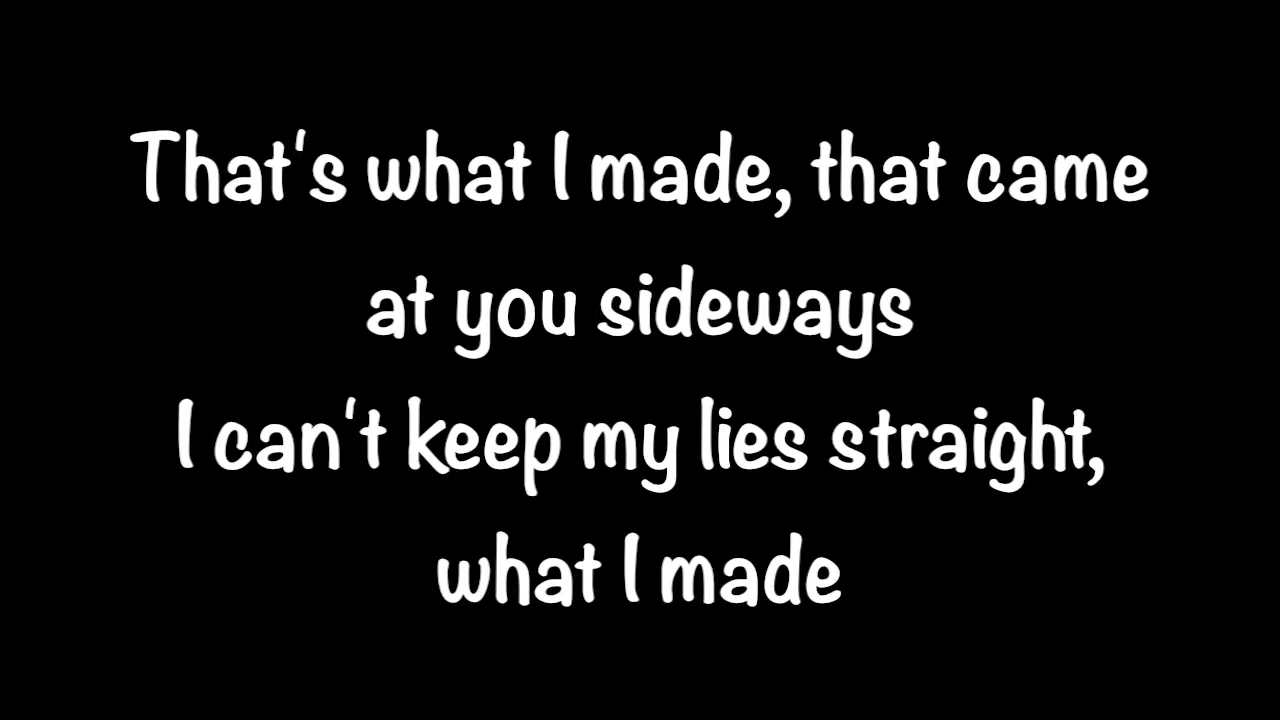 That's what I made, that came
at you sideways
I can't keep my lies straight,
what I made